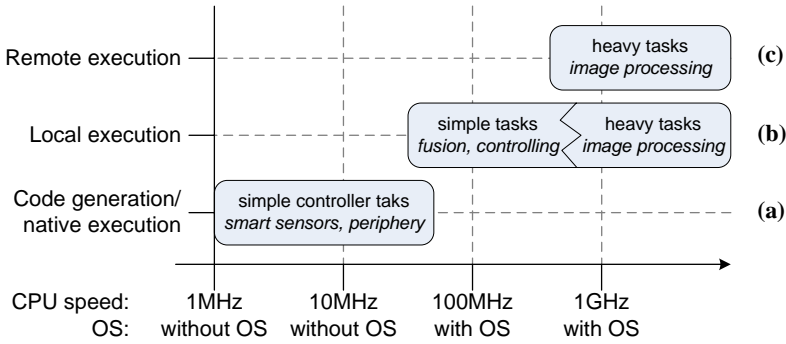 Remote execution
heavy tasks
image processing
(c)
Local execution
simple tasks
fusion, controlling
heavy tasks
image processing
(b)
Code generation/
native execution
simple controller taks
smart sensors, periphery
(a)
CPU speed: 1MHz 10MHz 100MHz 1GHz
OS: without OS without OS with OS with OS